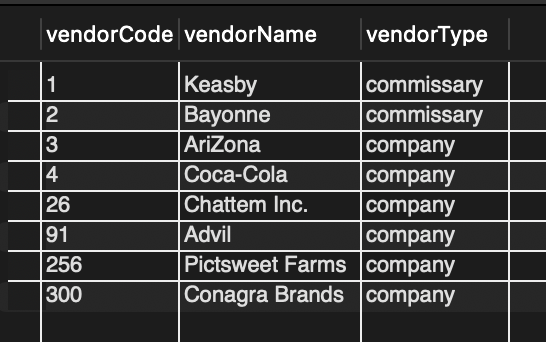 vendorCode vendorName vendorType
1 Keasby commissary
2 Bayonne commissary
3 AriZona company
4 Coca-Cola company
26 Chattem Inc. company
91 Advil company
256 Pictsweet Farms company
300 Conagra Brands company